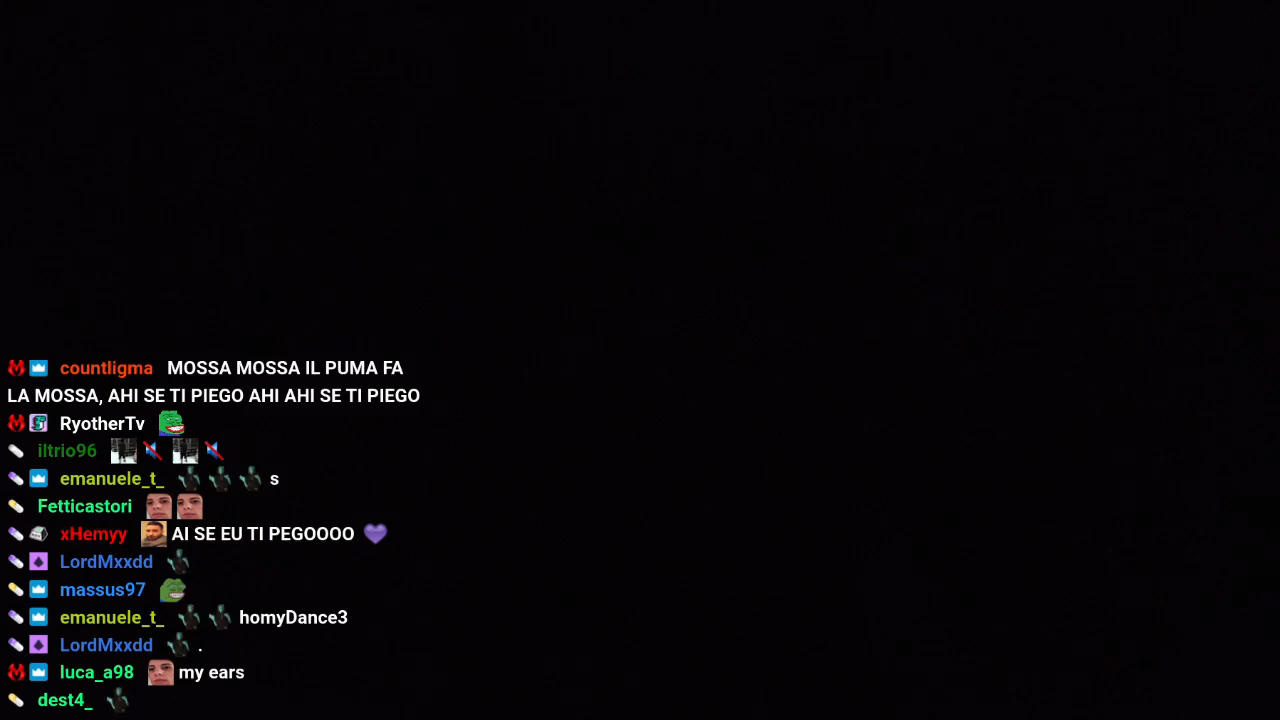 countligma MOSSA MOSSA IL PUMA FA
LA MOSSA, AHI SE TI PIEGO AHI AHI SE TI PIEGO
RyotherTv
iltrio96
emanuele_t_ s
Fetticastori
xHemyy AI SE EU TI PEGOOOO
LordMxxdd
massus97
emanuele_t_ homyDance3
LordMxxdd .
luca_a98 my ears
dest4_